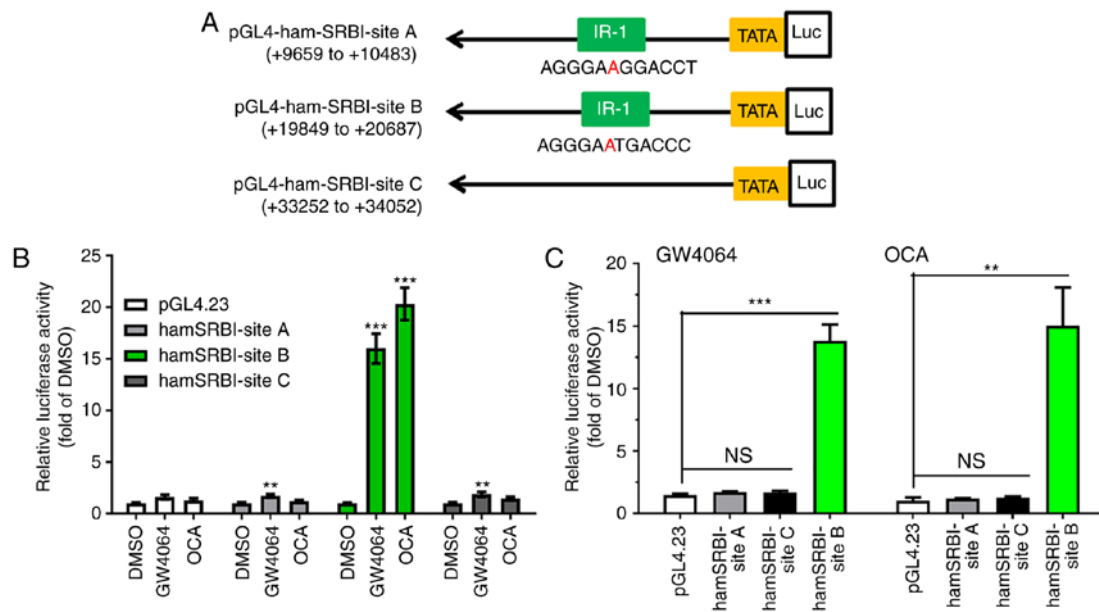 A
pGL4-ham-SRBI-site A
(+9659 to +10483)
IR-1
TATA
Luc
AGGGAAGGACCT
pGL4-ham-SRBI-site B
(+19849 to +20687)
IR-1
TATA
Luc
AGGGAATGACCC
pGL4-ham-SRBI-site C
(+33252 to +34052)
TATA
Luc
B
Relative luciferase activity
(fold of DMSO)
25
20
15
10
5
0
pGL4.23
hamSRBI-site A
hamSRBI-site B
hamSRBI-site C
**
***
***
**
DMSO
GW4064
OCA
DMSO
GW4064
OCA
DMSO
GW4064
OCA
DMSO
GW4064
OCA
C
Relative luciferase activity
(fold of DMSO)
20
15
10
5
0
GW4064
***
NS
pGL4.23
hamSRBI-
site A
hamSRBI-
site C
hamSRBI-
site B
OCA
**
NS
pGL4.23
hamSRBI-
site A
hamSRBI-
site C
hamSRBI-
site B